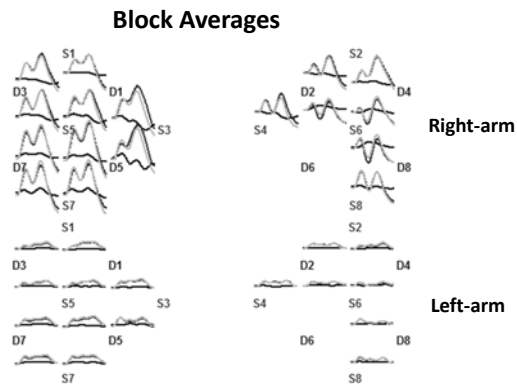 Block Averages
S1 S2
D3 D1 D2 D4
S5 S3 S4 S6
Right-arm
D7 D5 D6 D8
S7 S8
S1 S2
D3 D1 D2 D4
S5 S3 S4 S6
Left-arm
D7 D5 D6 D8
S7 S8